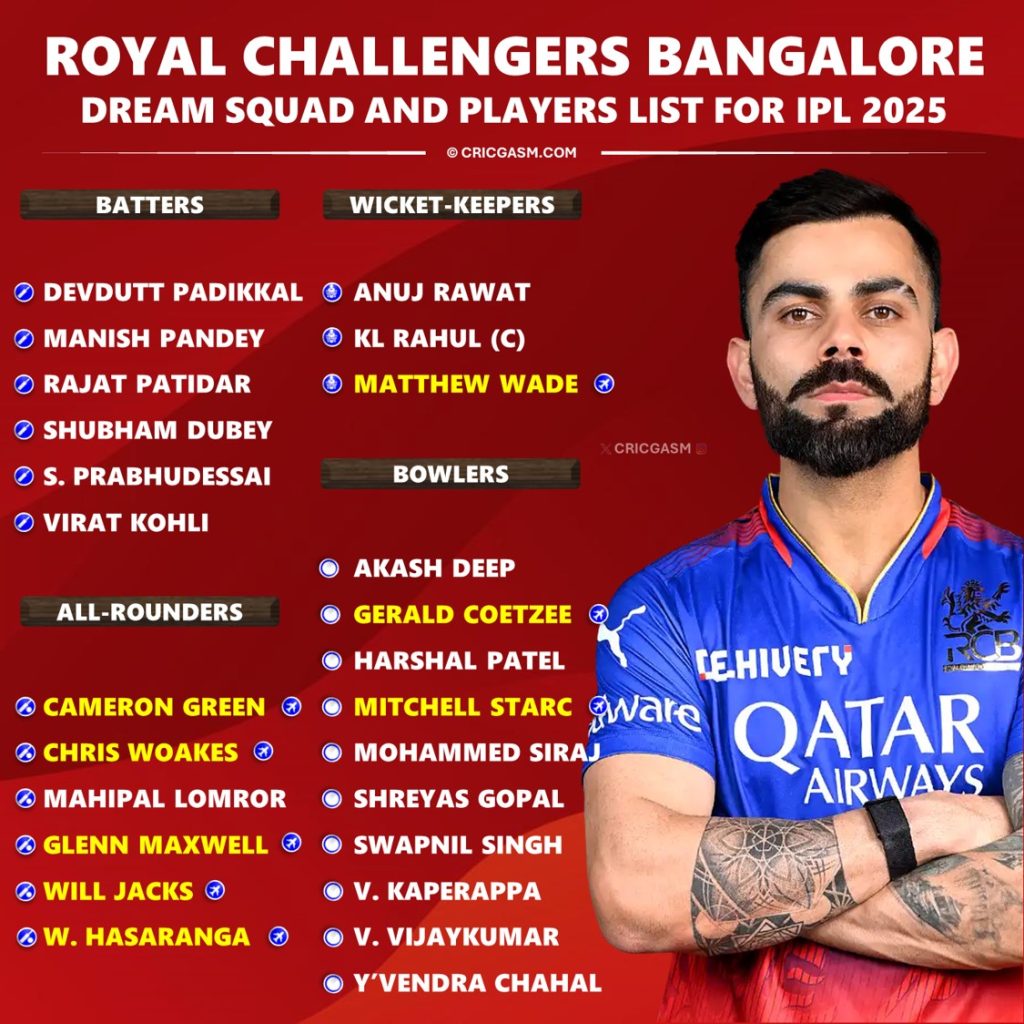 ROYAL CHALLENGERS BANGALORE
DREAM SQUAD AND PLAYERS LIST FOR IPL 2025
© CRICGASM.COM
BATTERS
DEVDUTT PADIKKAL
MANISH PANDEY
RAJAT PATIDAR
SHUBHAM DUBEY
S. PRABHUDESSAI
VIRAT KOHLI
ALL-ROUNDERS
CAMERON GREEN
CHRIS WOAKES
MAHIPAL LOMROR
GLENN MAXWELL
WILL JACKS
W. HASARANGA
WICKET-KEEPERS
ANUJ RAWAT
KL RAHUL (C)
MATTHEW WADE
BOWLERS
AKASH DEEP
GERALD COETZEE
HARSHAL PATEL
MITCHELL STARC
MOHAMMED SIRAJ
SHREYAS GOPAL
SWAPNIL SINGH
V. KAPERAPPA
V. VIJAYKUMAR
Y'VENDRA CHAHAL
X CRICGASM
RCB
QATAR
AIRWAYS